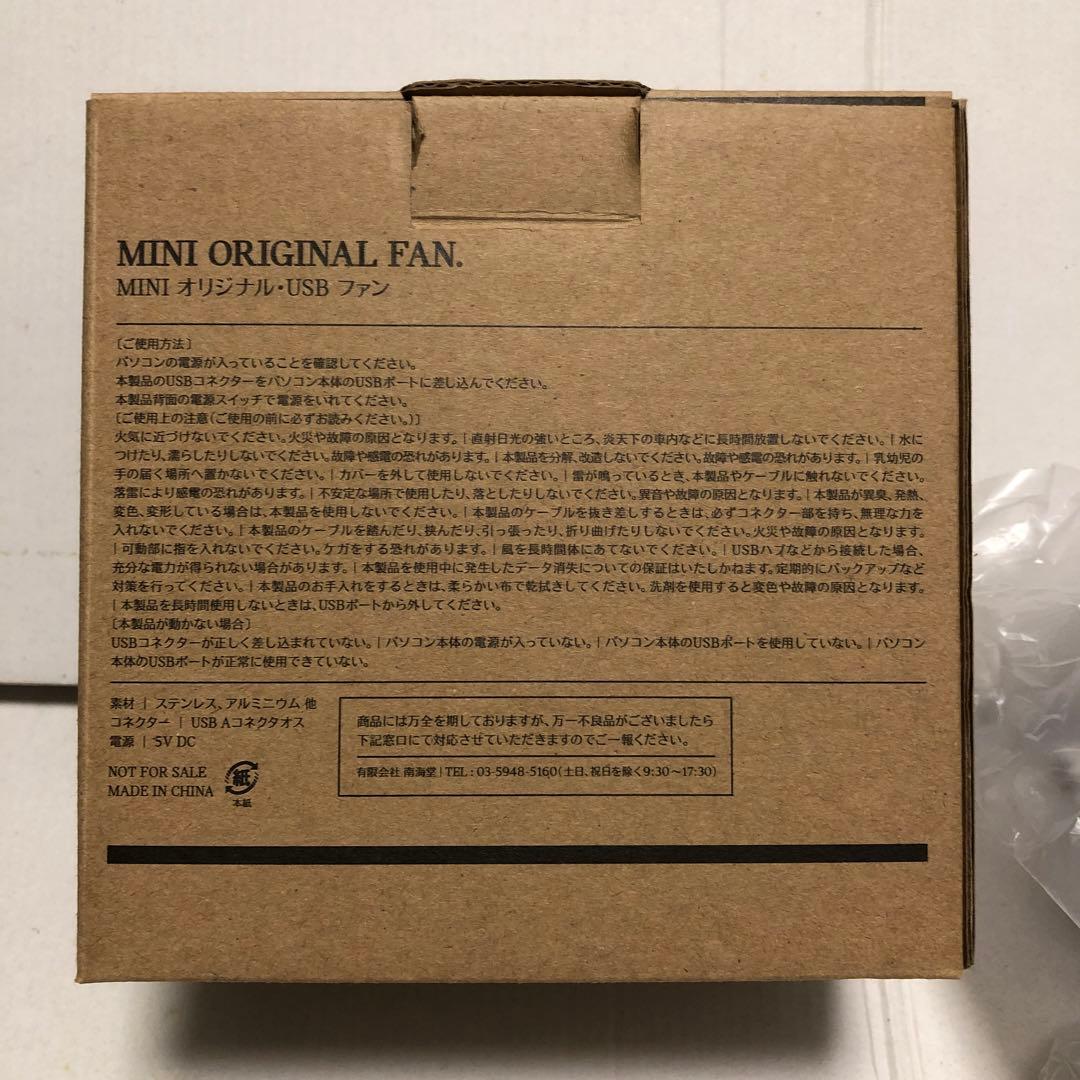 MINI ORIGINAL FAN.
MINI オリジナル・USB ファン
〔ご使用方法〕
パソコンの電源が入っていることを確認してください。
本製品のUSBコネクターをパソコン本体のUSBポートに差し込んでください。
本製品背面の電源スイッチで電源をいれてください。
〔ご使用上の注意(ご使用の前に必ずお読みください。)〕
火気に近づけないでください。火災や故障の原因となります。| 直射日光の強いところ、炎天下の車内などに長時間放置しないでください。| 水に
つけたり、濡らしたりしないでください。故障や感電の恐れがあります。| 本製品を分解、改造しないでください。故障や感電の恐れがあります。| 乳幼児の
手の届く場所へ置かないでください。| カバーを外して使用しないでください。| 雷が鳴っているとき、本製品やケーブルに触れないでください。
落雷により感電の恐れがあります。| 不安定な場所で使用したり、落としたりしないでください。異音や故障の原因となります。| 本製品が異臭、発熱、
変色、変形している場合は、本製品を使用しないでください。| 本製品のケーブルを抜き差しするときは、必ずコネクター部を持ち、無理な力を
入れないでください。| 本製品のケーブルを踏んだり、挟んだり、引っ張ったり、折り曲げたりしないでください。火災や故障の原因となります。
| 可動部に指を入れないでください。ケガをする恐れがあります。| 風を長時間体にあてないでください。| USBハブなどから接続した場合、
充分な電力が得られない場合があります。| 本製品を使用中に発生したデータ消失についての保証はいたしかねます。定期的にバックアップなど
対策を行ってください。| 本製品のお手入れをするときは、柔らかい布で乾拭きしてください。洗剤を使用すると変色や故障の原因となります。
| 本製品を長時間使用しないときは、USBポートから外してください。
〔本製品が動かない場合〕
USBコネクターが正しく差し込まれていない。| パソコン本体の電源が入っていない。| パソコン本体のUSBポートを使用していない。| パソコン
本体のUSBポートが正常に使用できていない。
素材 | ステンレス、アルミニウム 他
コネクター | USB Aコネクタオス
電源 | 5V DC
NOT FOR SALE
MADE IN CHINA
紙
本紙
商品には万全を期しておりますが、万一不良品がございましたら
下記窓口にて対応させていただきますのでご一報ください。
有限会社 南海堂 | TEL : 03-5948-5160(土日、祝日を除く9:30〜17:30)